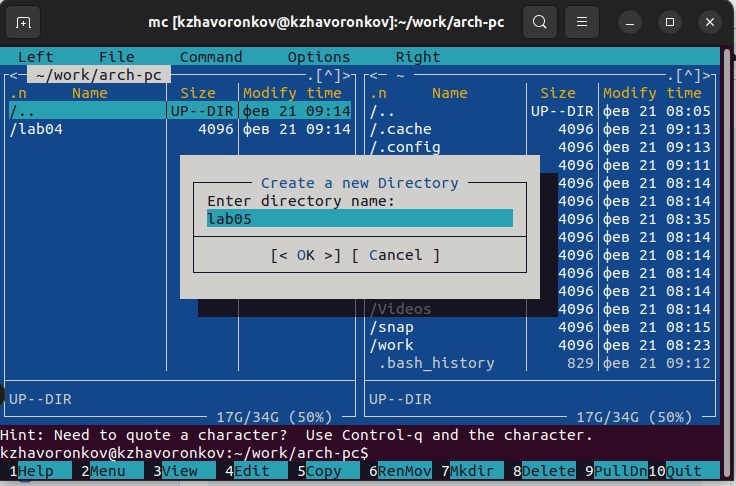 mc [kzhavoronkov@kzhavoronkov]:~/work/arch-pc
Left File Command Options Right
<─ ~/work/arch-pc .[^]>
.n Name Size Modify time
/.. UP--DIR фев 21 09:14
/lab04 4096 фев 21 09:14
UP--DIR
17G/34G (50%)
<─ ~ .[^]>
.n Name Size Modify time
/.. UP--DIR фев 21 08:05
/.cache 4096 фев 21 09:13
/.config 4096 фев 21 09:13
4096 фев 21 09:11
4096 фев 21 08:14
4096 фев 21 08:14
4096 фев 21 08:35
4096 фев 21 08:14
4096 фев 21 08:14
4096 фев 21 08:14
4096 фев 21 08:14
/Videos 4096 фев 21 08:14
/snap 4096 фев 21 08:15
/work 4096 фев 21 08:23
.bash_history 829 фев 21 09:12
UP--DIR
17G/34G (50%)
Create a new Directory
Enter directory name:
lab05
[< OK >] [ Cancel ]
Hint: Need to quote a character? Use Control-q and the character.
kzhavoronkov@kzhavoronkov:~/work/arch-pc$
1Help 2Menu 3View 4Edit 5Copy 6RenMov 7Mkdir 8Delete 9PullDn 10Quit